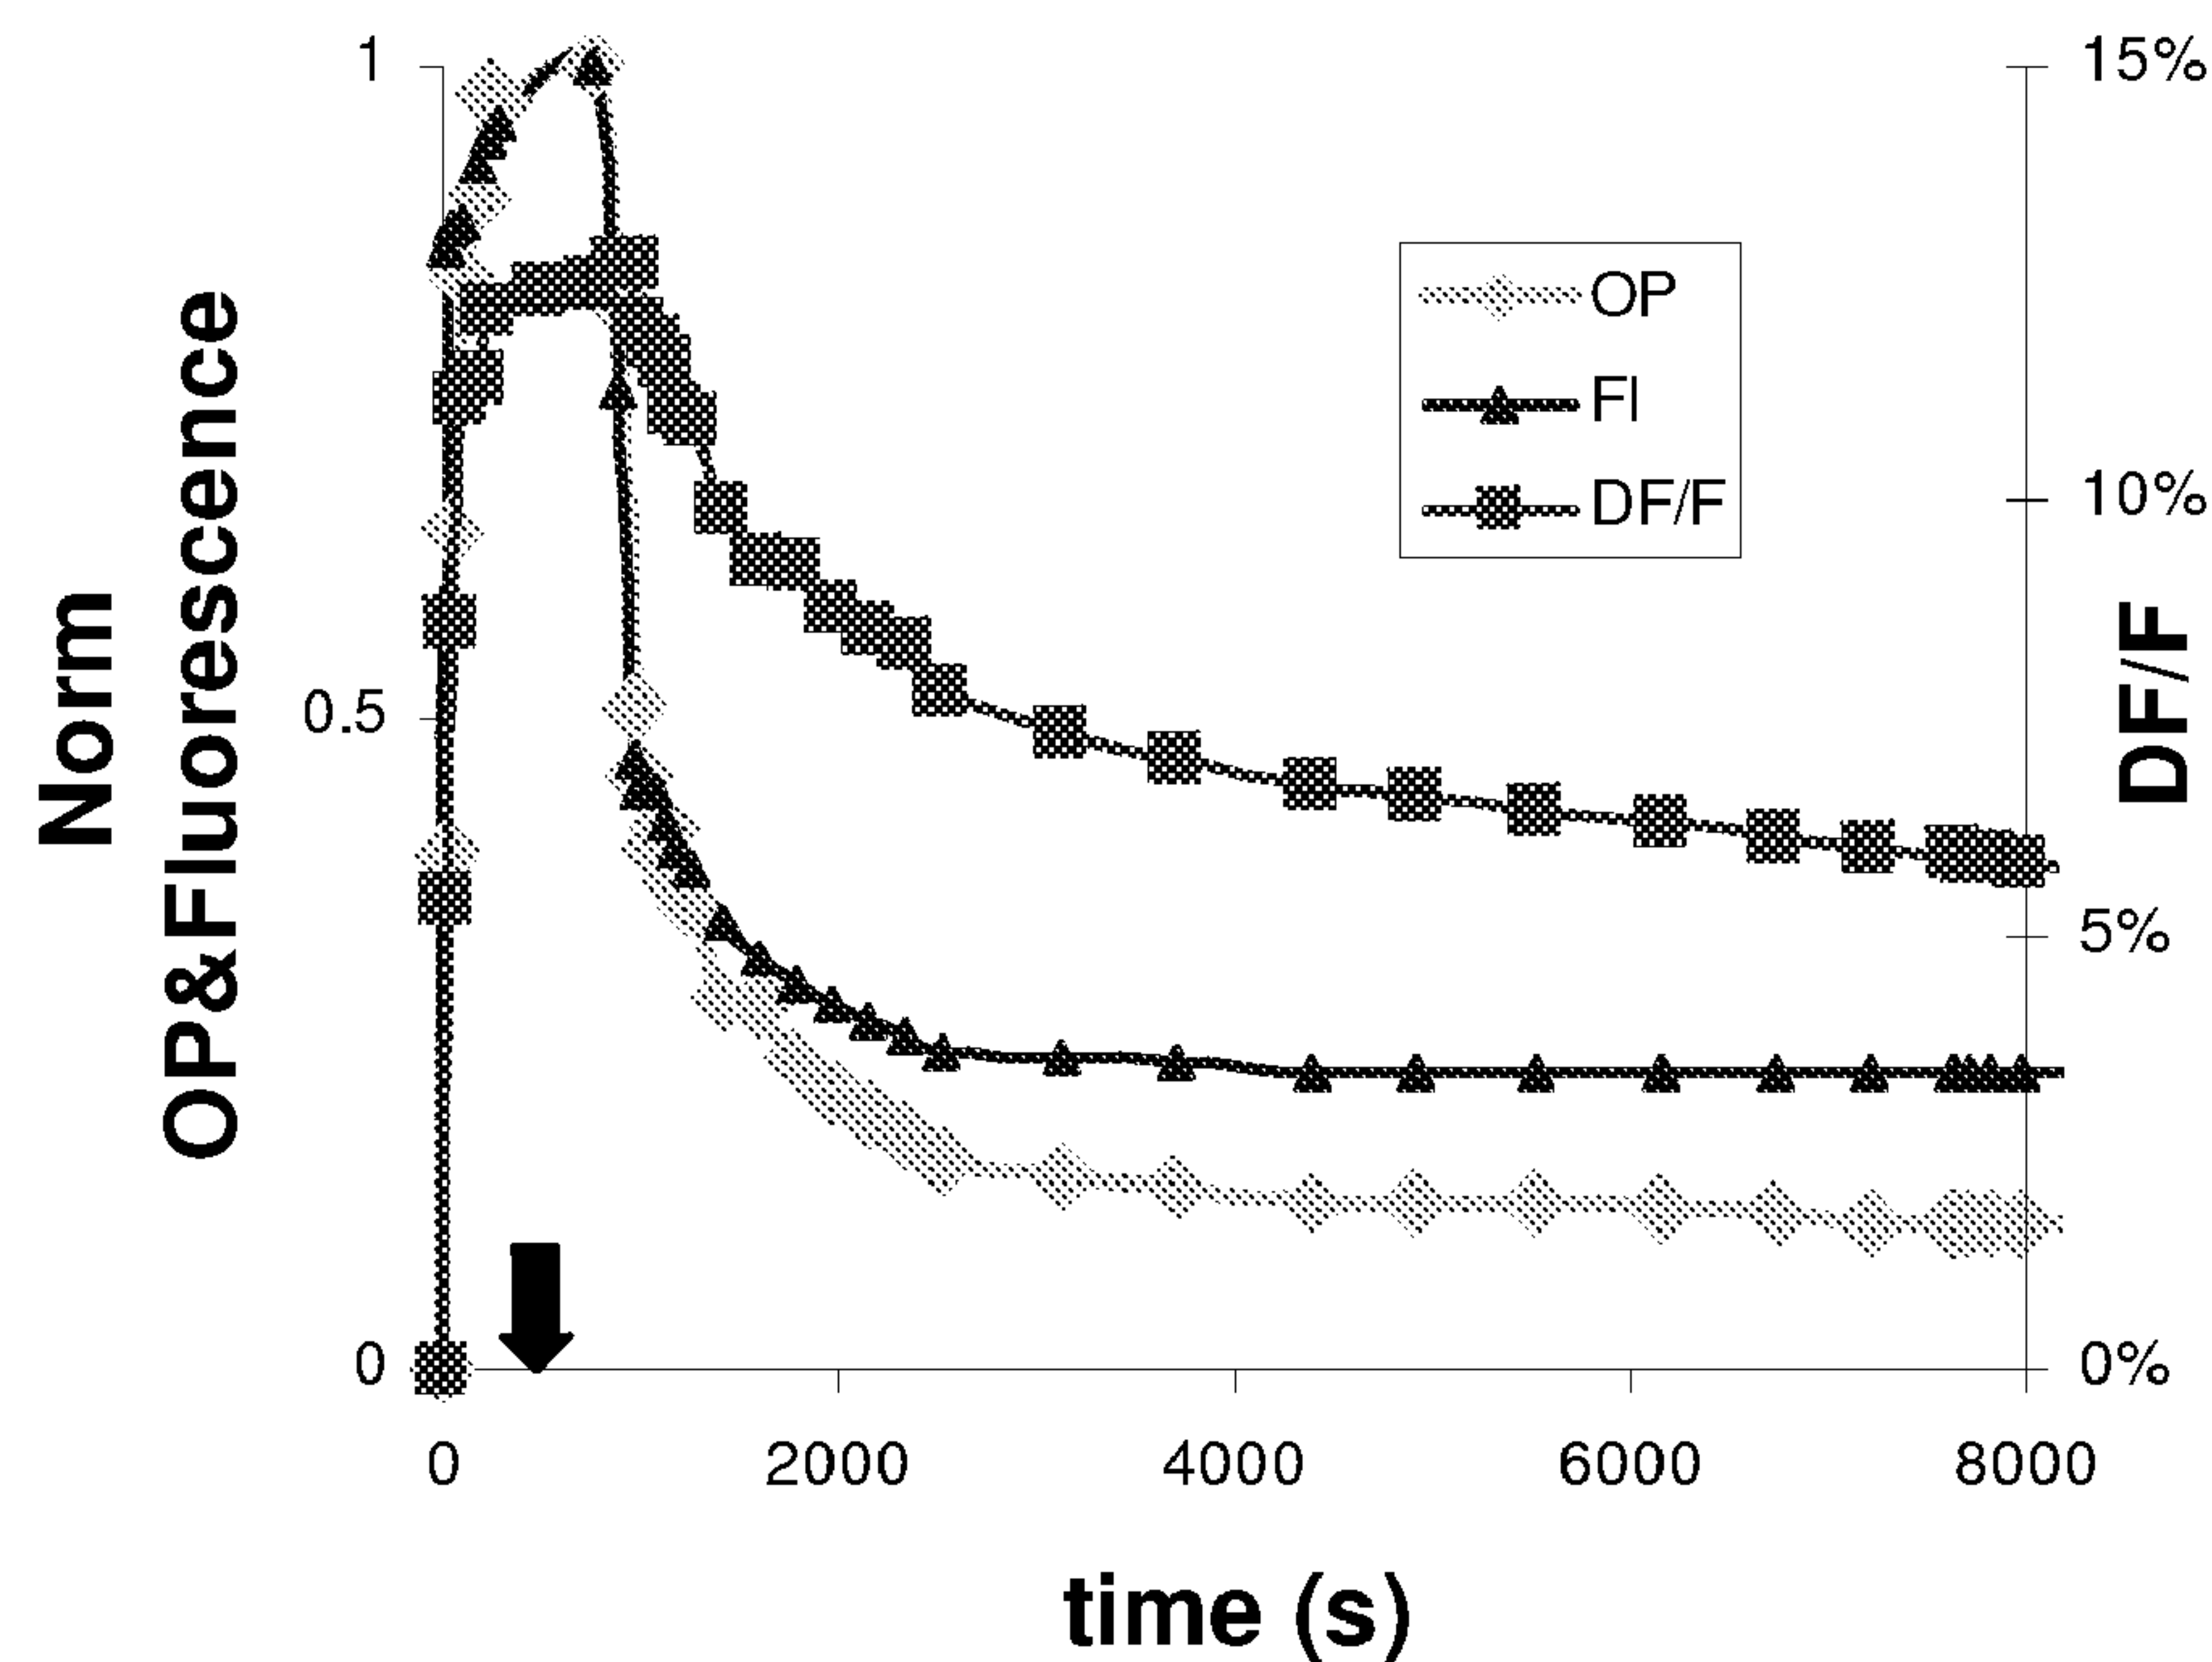 Norm
OP&Fluorescence
1
0.5
0
OP
Fl
DF/F
15%
10%
5%
0%
DF/F
0
2000
4000
6000
8000
time (s)